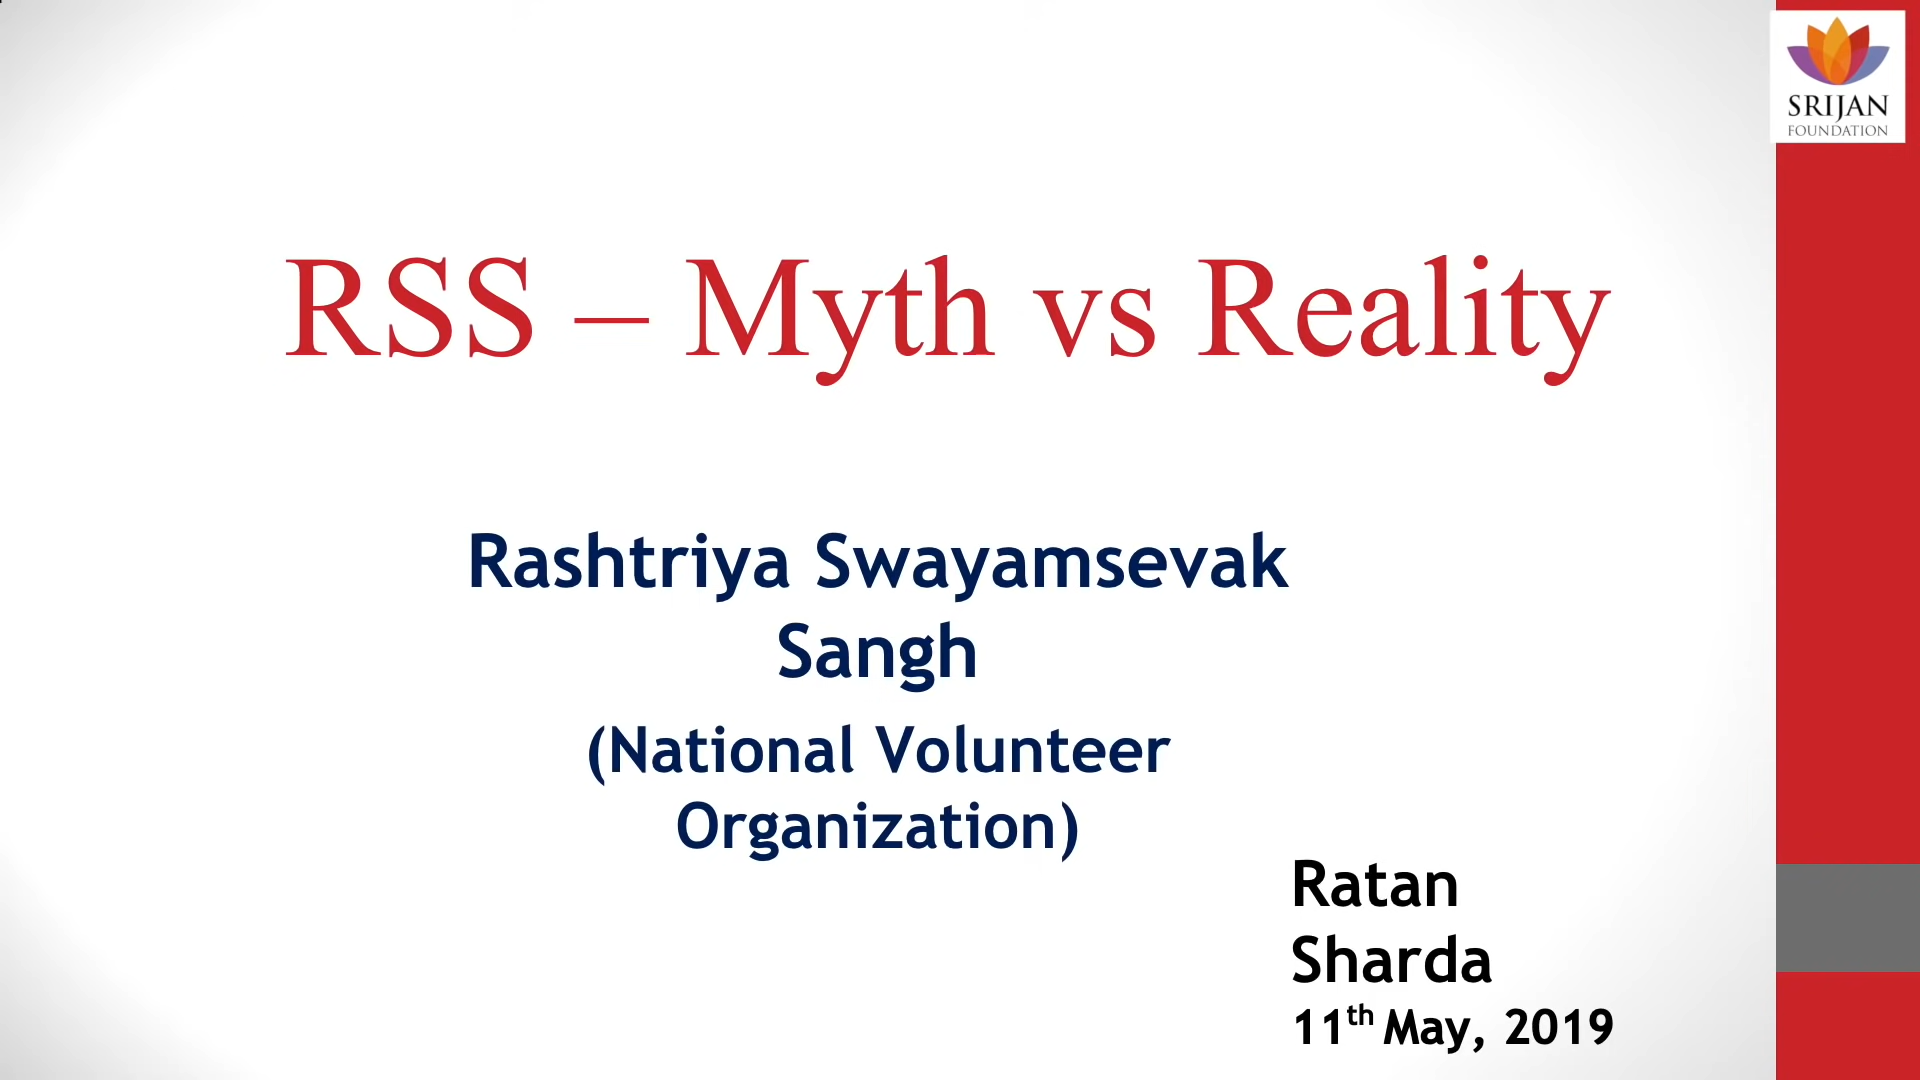 SRIJAN
FOUNDATION
RSS – Myth vs Reality
Rashtriya Swayamsevak
Sangh
(National Volunteer
Organization)
Ratan
Sharda
11th May, 2019